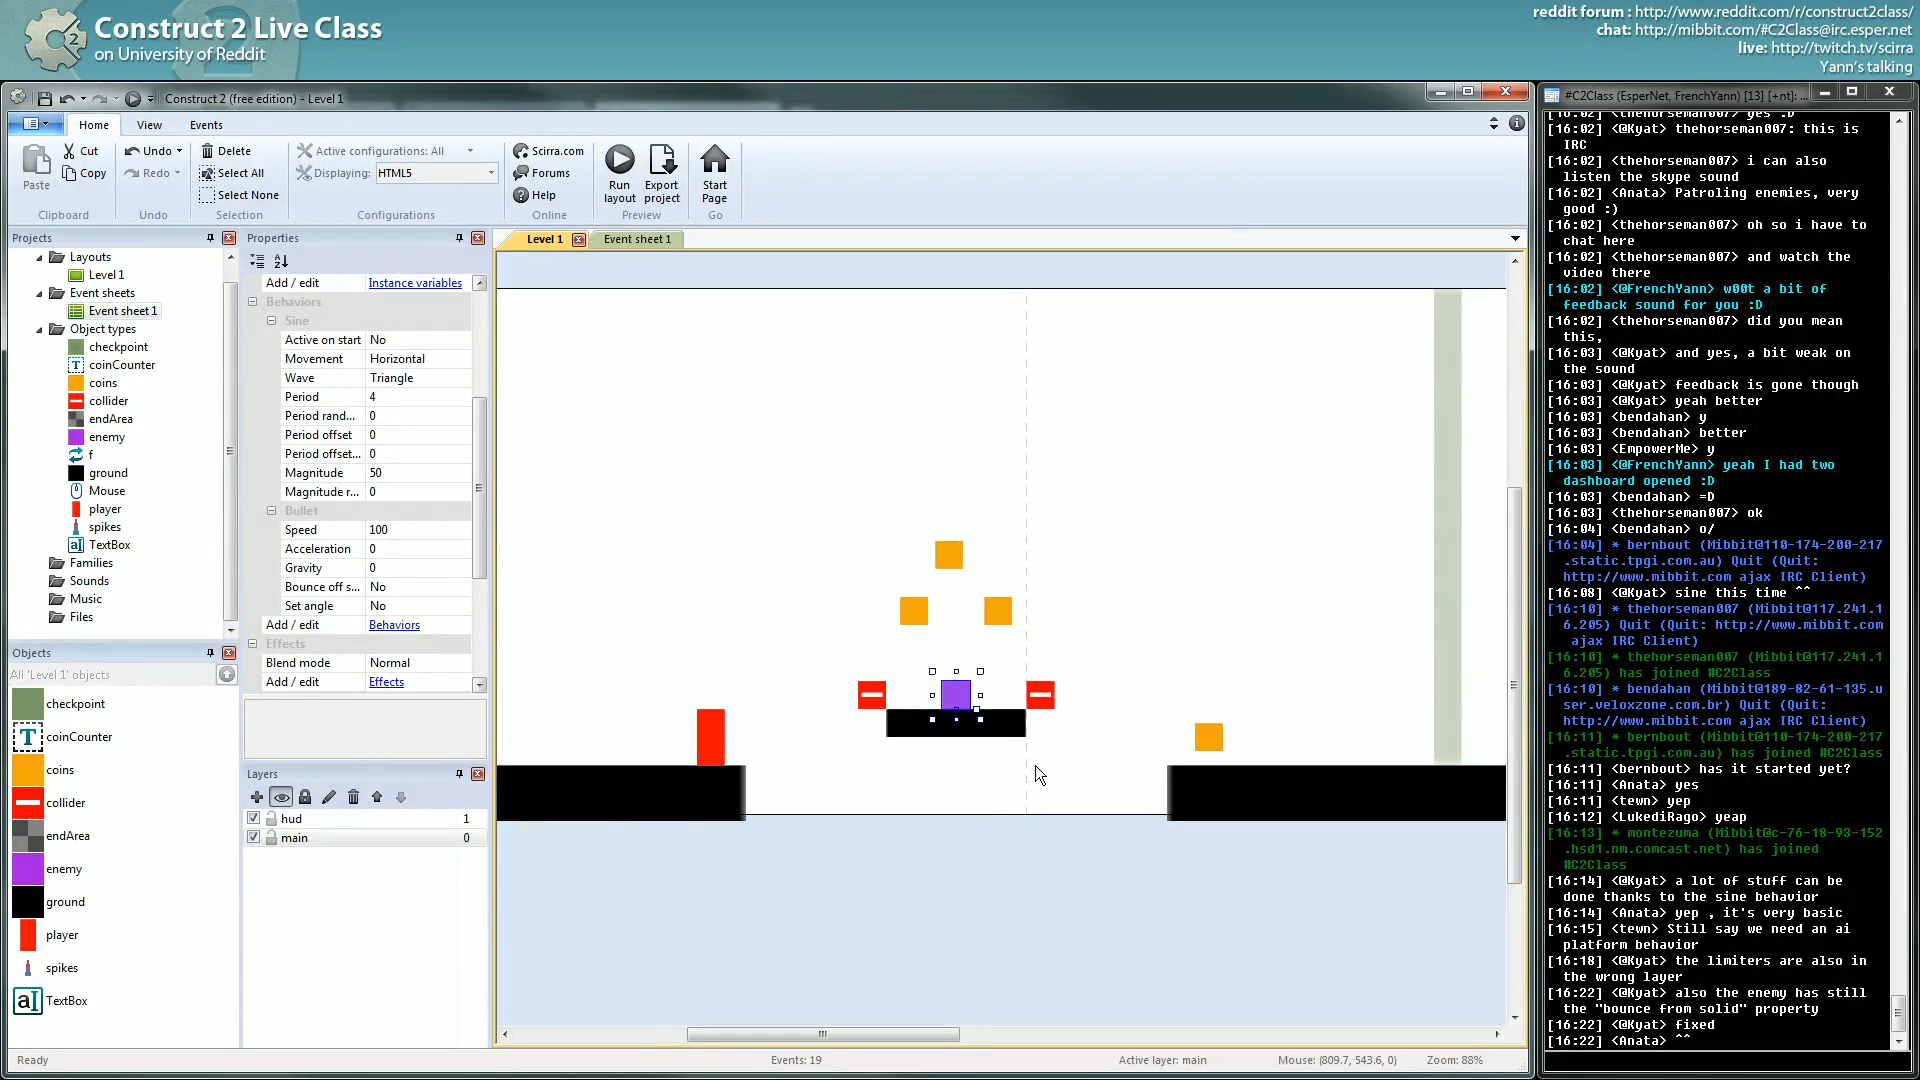 Construct 2 Live Class
on University of Reddit
reddit forum : http://www.reddit.com/r/construct2class/
chat: http://mibbit.com/#C2Class@irc.esper.net
live: http://twitch.tv/scirra
Yann's talking
Construct 2 (free edition) - Level 1
Home View Events
Paste
Cut
Copy
Clipboard
Undo
Redo
Undo
Delete
Select All
Select None
Selection
Active configurations: All
Displaying: HTML5
Configurations
Scirra.com
Forums
Help
Online
Run layout
Export project
Preview
Start Page
Go
Projects
Layouts
Level 1
Event sheets
Event sheet 1
Object types
checkpoint
coinCounter
coins
collider
endArea
enemy
f
ground
Mouse
player
spikes
TextBox
Families
Sounds
Music
Files
Objects
All 'Level 1' objects
checkpoint
coinCounter
coins
collider
endArea
enemy
ground
player
spikes
TextBox
Properties
Add / edit Instance variables
Behaviors
Sine
Active on start No
Movement Horizontal
Wave Triangle
Period 4
Period rand... 0
Period offset 0
Period offset... 0
Magnitude 50
Magnitude r... 0
Bullet
Speed 100
Acceleration 0
Gravity 0
Bounce off s... No
Set angle No
Add / edit Behaviors
Effects
Blend mode Normal
Add / edit Effects
Layers
hud 1
main 0
Level 1
Event sheet 1
Ready
Events: 19
Active layer: main
Mouse: (809.7, 543.6, 0)
Zoom: 88%
#C2Class (EsperNet, FrenchYann) [13] [+nt]: ...
[16:02] <thehorseman007> yes :D
[16:02] <@Kyat> thehorseman007: this is
IRC
[16:02] <thehorseman007> i can also
listen the skype sound
[16:02] <Anata> Patroling enemies, very
good :)
[16:02] <thehorseman007> oh so i have to
chat here
[16:02] <thehorseman007> and watch the
video there
[16:02] <@FrenchYann> w00t a bit of
feedback sound for you :D
[16:02] <thehorseman007> did you mean
this,
[16:03] <@Kyat> and yes, a bit weak on
the sound
[16:03] <@Kyat> feedback is gone though
[16:03] <@Kyat> yeah better
[16:03] <bendahan> y
[16:03] <bendahan> better
[16:03] <EmpowerMe> y
[16:03] <@FrenchYann> yeah I had two
dashboard opened :D
[16:03] <bendahan> =D
[16:03] <thehorseman007> ok
[16:04] <bendahan> o/
[16:04] * bernbout (Mibbit@110-174-200-217
.static.tpgi.com.au) Quit (Quit:
http://www.mibbit.com ajax IRC Client)
[16:08] <@Kyat> sine this time ^^
[16:10] * thehorseman007 (Mibbit@117.241.1
6.205) Quit (Quit: http://www.mibbit.com
ajax IRC Client)
[16:10] * thehorseman007 (Mibbit@117.241.1
6.205) has joined #C2Class
[16:10] * bendahan (Mibbit@189-82-61-135.u
ser.veloxzone.com.br) Quit (Quit:
http://www.mibbit.com ajax IRC Client)
[16:11] * bernbout (Mibbit@110-174-200-217
.static.tpgi.com.au) has joined #C2Class
[16:11] <bernbout> has it started yet?
[16:11] <Anata> yes
[16:11] <tewn> yep
[16:12] <LukediRago> yeap
[16:13] * montezuma (Mibbit@c-76-18-93-152
.hsd1.nm.comcast.net) has joined
#C2Class
[16:14] <@Kyat> a lot of stuff can be
done thanks to the sine behavior
[16:14] <Anata> yep , it's very basic
[16:15] <tewn> Still say we need an ai
platform behavior
[16:18] <@Kyat> the limiters are also in
the wrong layer
[16:22] <@Kyat> also the enemy has still
the "bounce from solid" property
[16:22] <@Kyat> fixed
[16:22] <Anata> ^^